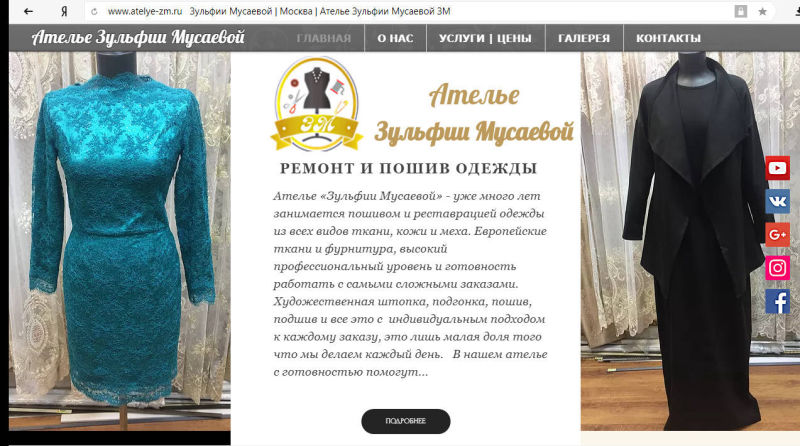 Я
www.atelye-zm.ru Зульфии Мусаевой | Москва | Ателье Зульфии Мусаевой ЗМ
Ателье Зульфии Мусаевой
ГЛАВНАЯ
О НАС
УСЛУГИ | ЦЕНЫ
ГАЛЕРЕЯ
КОНТАКТЫ
ЗМ
Ателье
Зульфии Мусаевой
РЕМОНТ И ПОШИВ ОДЕЖДЫ
Ателье «Зульфии Мусаевой» - уже много лет
занимается пошивом и реставрацией одежды
из всех видов ткани, кожи и меха. Европейские
ткани и фурнитура, высокий
профессиональный уровень и готовность
работать с самыми сложными заказами.
Художественная штопка, подгонка, пошив,
подшив и все это с индивидуальным подходом
к каждому заказу, это лишь малая доля того
что мы делаем каждый день. В нашем ателье
с готовностью помогут...
ПОДРОБНЕЕ